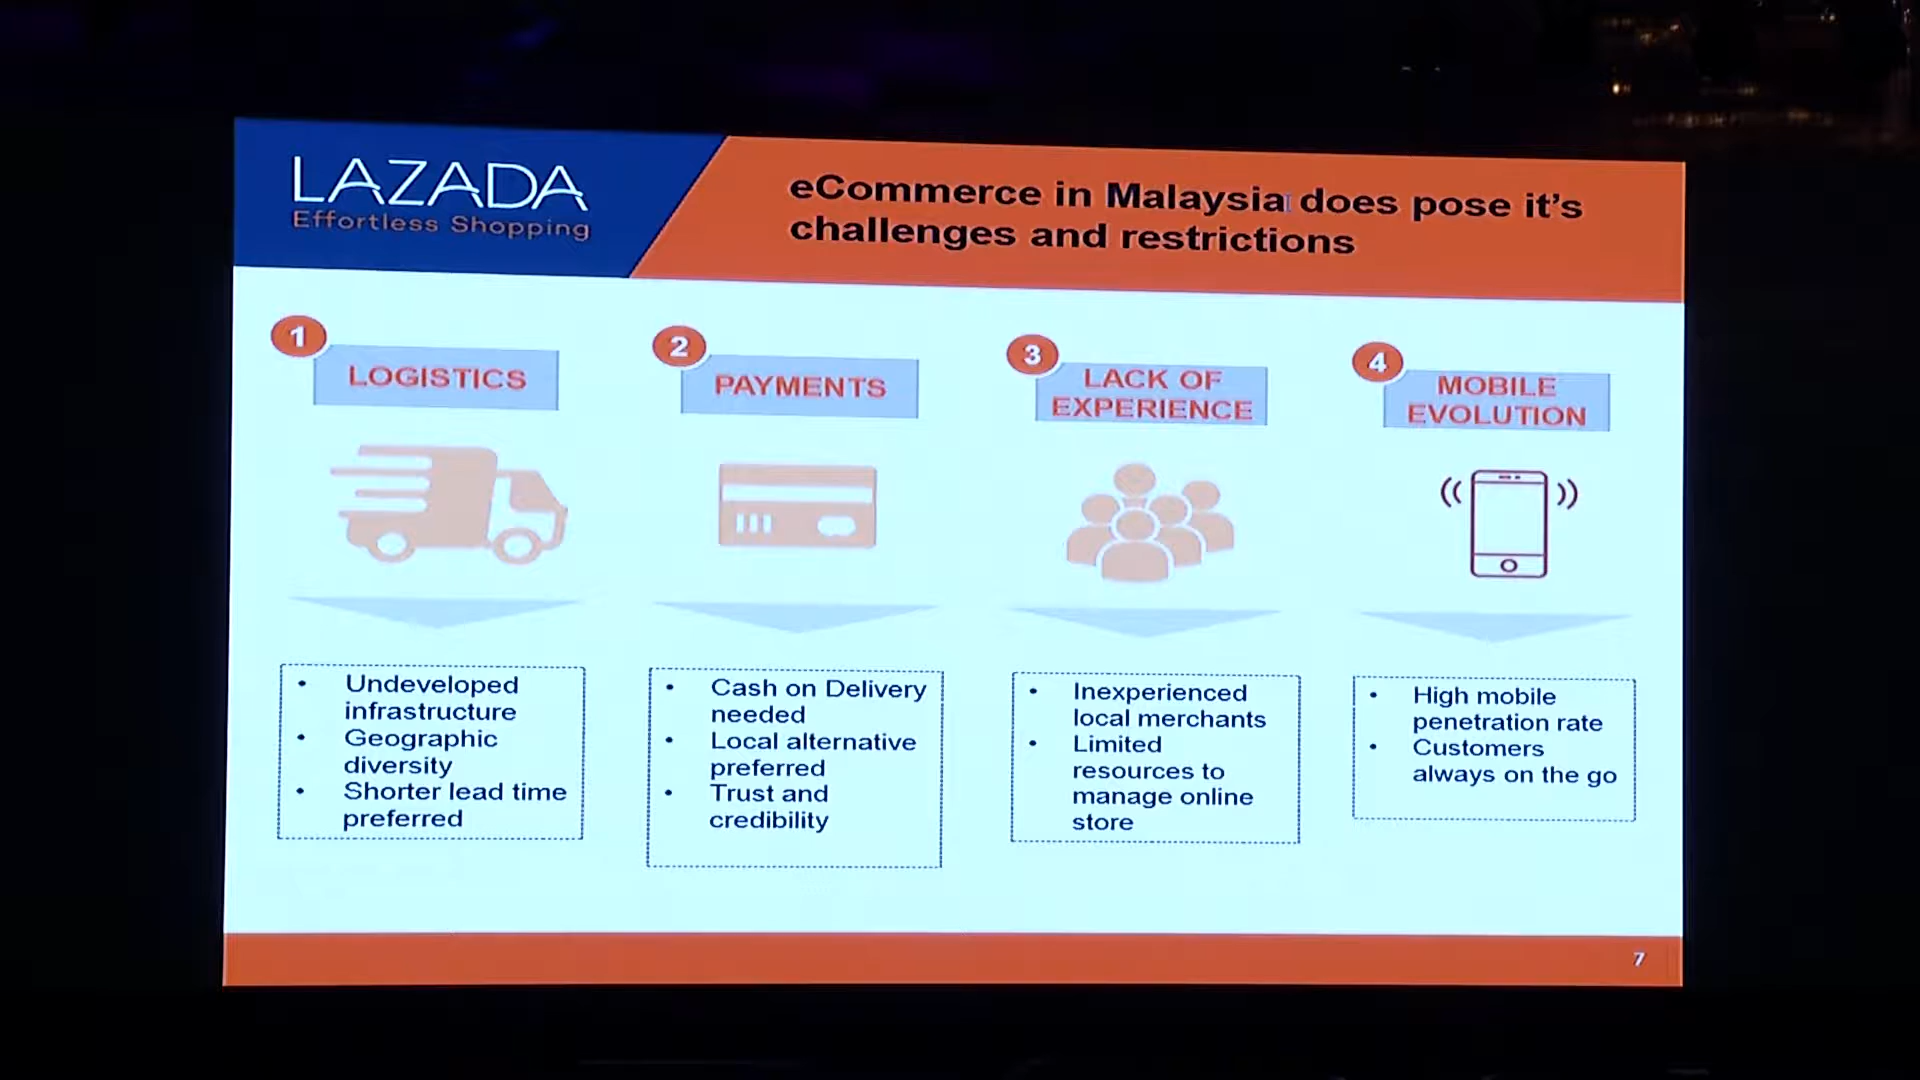 LAZADA
Effortless Shopping
eCommerce in Malaysia does pose it's
challenges and restrictions
1
LOGISTICS
Undeveloped
infrastructure
Geographic
diversity
Shorter lead time
preferred
2
PAYMENTS
Cash on Delivery
needed
Local alternative
preferred
Trust and
credibility
3
LACK OF
EXPERIENCE
Inexperienced
local merchants
Limited
resources to
manage online
store
4
MOBILE
EVOLUTION
High mobile
penetration rate
Customers
always on the go
7